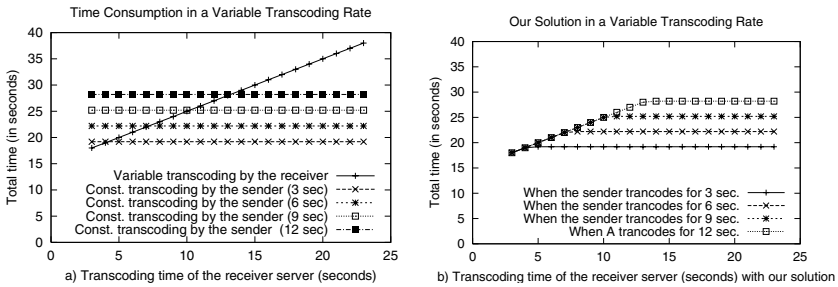 Time Consumption in a Variable Transcoding Rate
40
35
30
25
20
15
10
5
0
Total time (in seconds)
Variable transcoding by the receiver
Const. transcoding by the sender (3 sec)
Const. transcoding by the sender (6 sec)
Const. transcoding by the sender (9 sec)
Const. transcoding by the sender  (12 sec)
0 5 10 15 20 25
a) Transcoding time of the receiver server (seconds)
Our Solution in a Variable Transcoding Rate
40
35
30
25
20
15
10
5
0
Total time (in seconds)
When the sender trancodes for 3 sec.
When the sender trancodes for 6 sec.
When the sender trancodes for 9 sec.
When A trancodes for 12 sec.
0 5 10 15 20 25
b) Transcoding time of the receiver server (seconds) with our solution